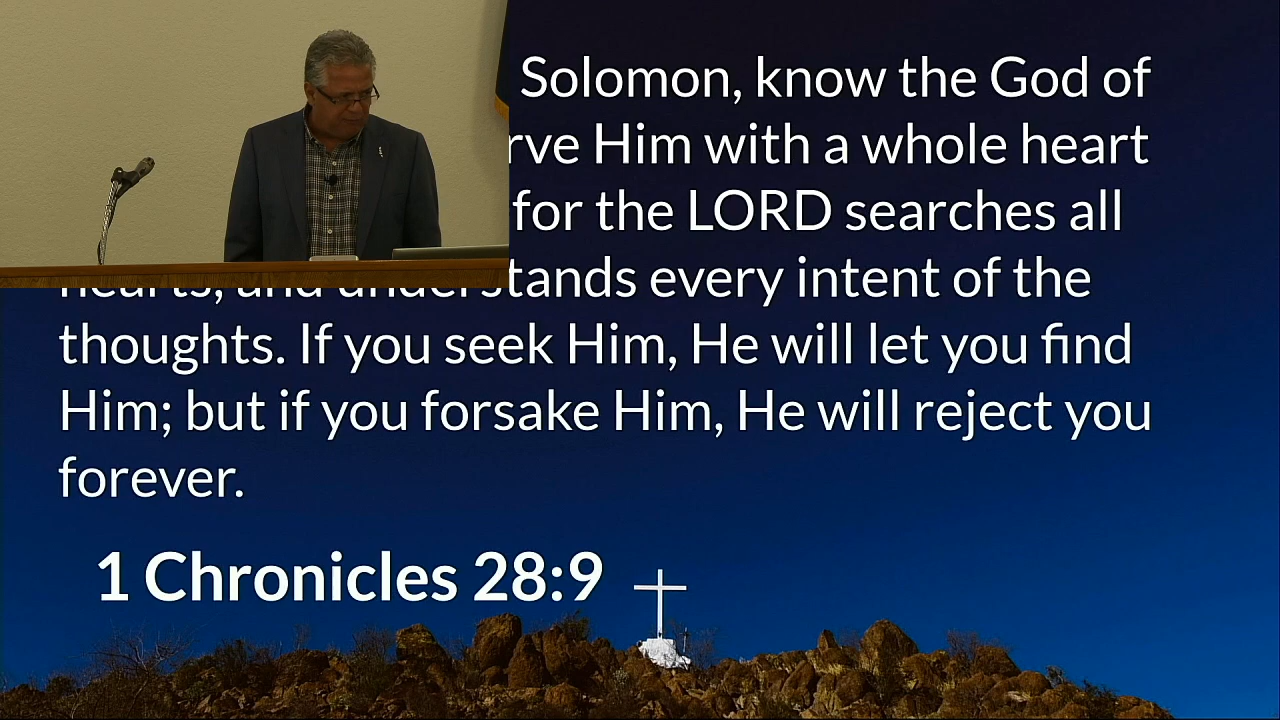 Solomon, know the God of
rve Him with a whole heart
for the LORD searches all
tands every intent of the
thoughts. If you seek Him, He will let you find
Him; but if you forsake Him, He will reject you
forever.
1 Chronicles 28:9